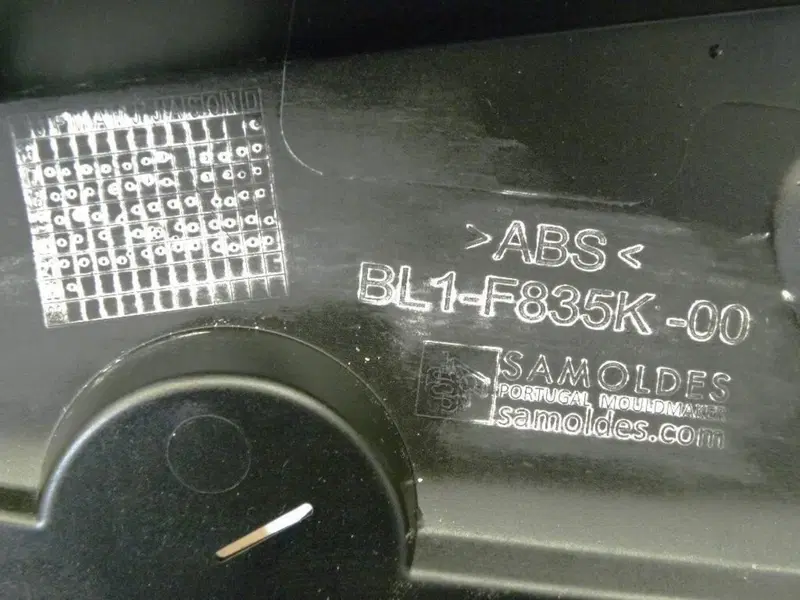 J F M A M J J A S O N D
>ABS<
BL1-F835K-00
SAMOLDES
PORTUGAL MOULDMAKER
samoldes.com